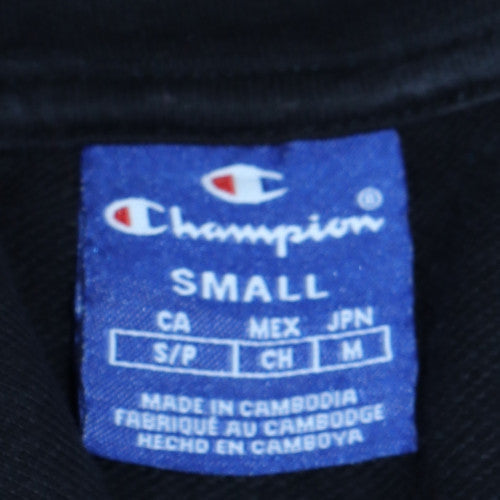 Champion®
SMALL
CA MEX JPN
S/P CH M
MADE IN CAMBODIA
FABRIQUÉ AU CAMBODGE
HECHO EN CAMBOYA